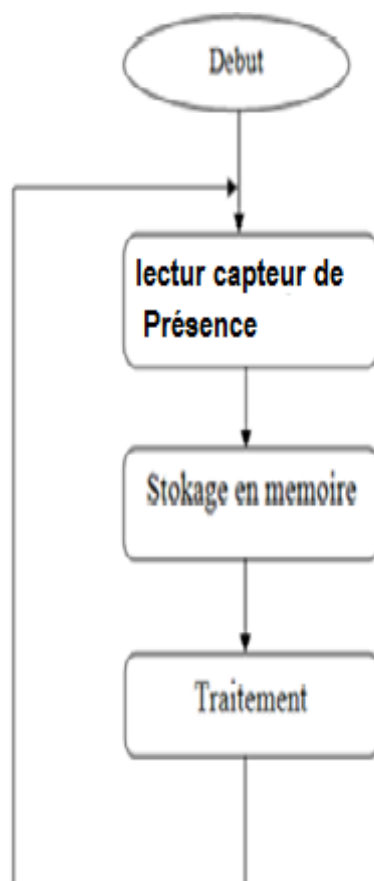 Debut
lectur capteur de
Présence
Stokage en memoire
Traitement